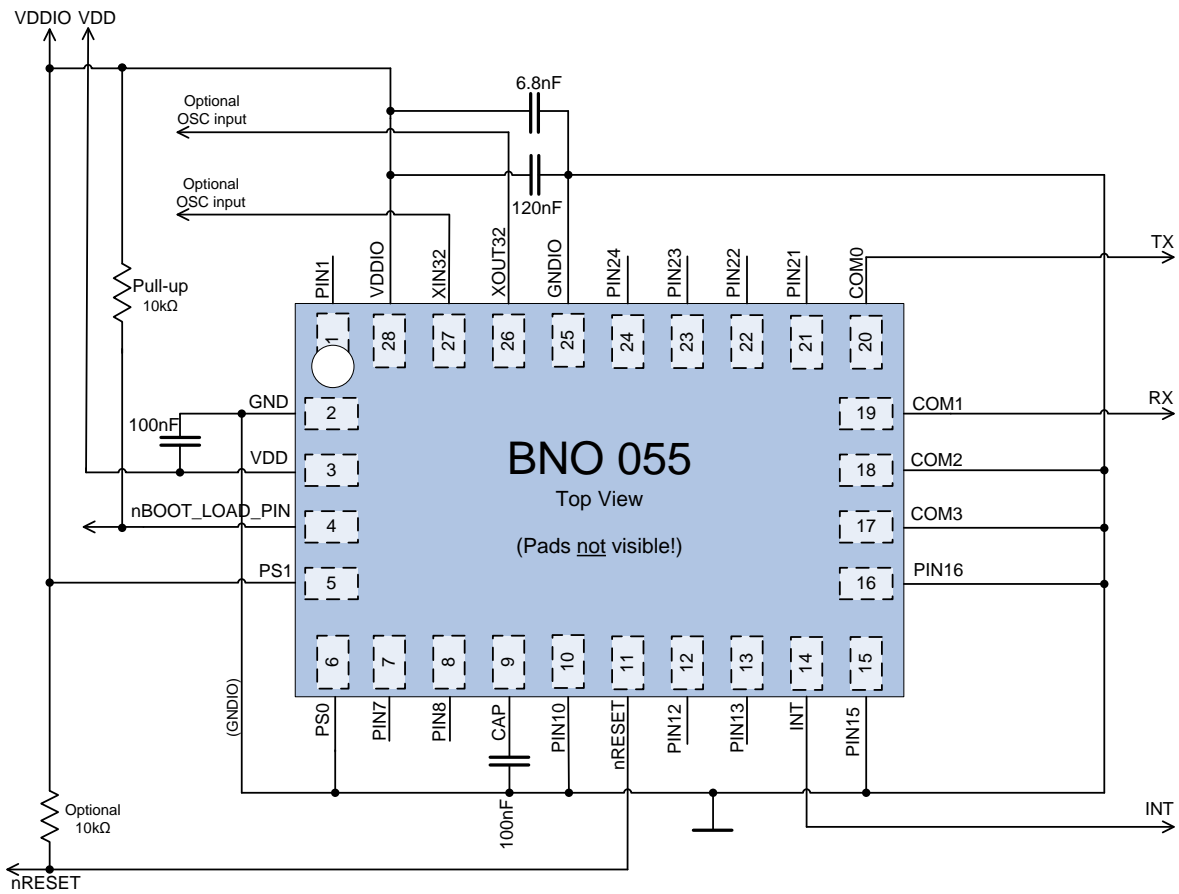 VDDIO VDD
6.8nF
Optional
OSC input
Optional
OSC input
120nF
Pull-up
10kΩ
PIN1
VDDIO
XIN32
XOUT32
GNDIO
PIN24
PIN23
PIN22
PIN21
COM0
TX
1
28
27
26
25
24
23
22
21
20
GND
2
19
COM1
RX
100nF
VDD
3
18
COM2
nBOOT_LOAD_PIN
4
17
COM3
PS1
5
16
PIN16
BNO 055
Top View
(Pads not visible!)
6
7
8
9
10
11
12
13
14
15
(GNDIO)
PS0
PIN7
PIN8
CAP
PIN10
nRESET
PIN12
PIN13
INT
PIN15
100nF
Optional
10kΩ
INT
nRESET